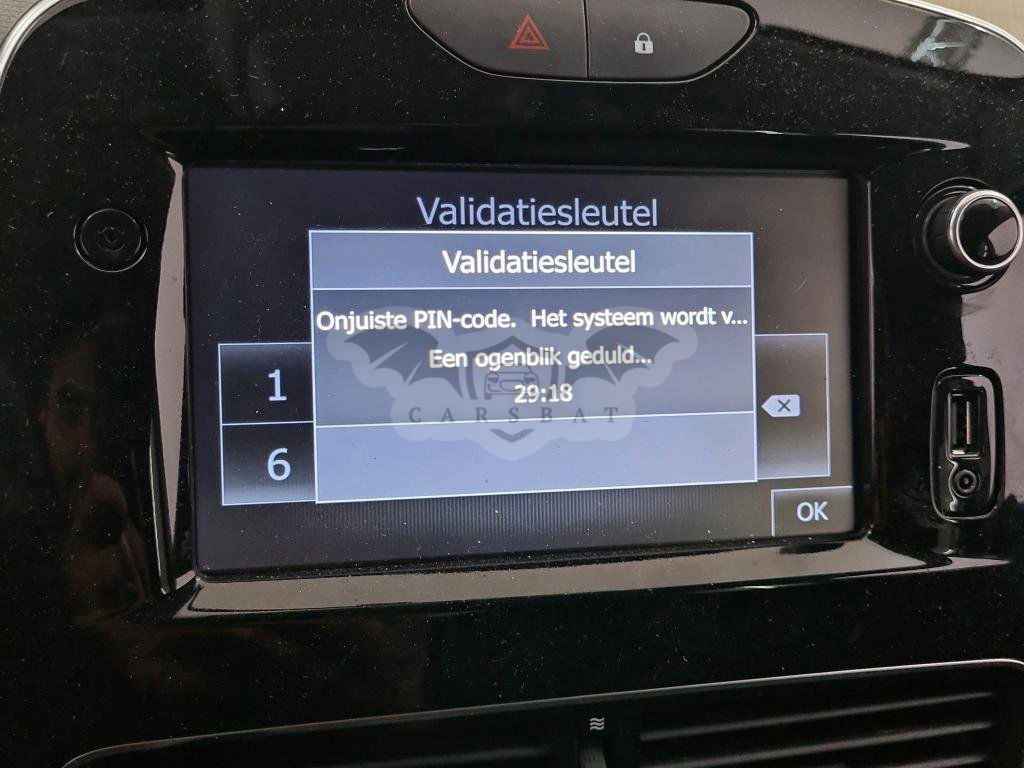 Validatiesleutel
Validatiesleutel
Onjuiste PIN-code. Het systeem wordt v...
Een ogenblik geduld...
29:18
CARSBAT
1
6
OK